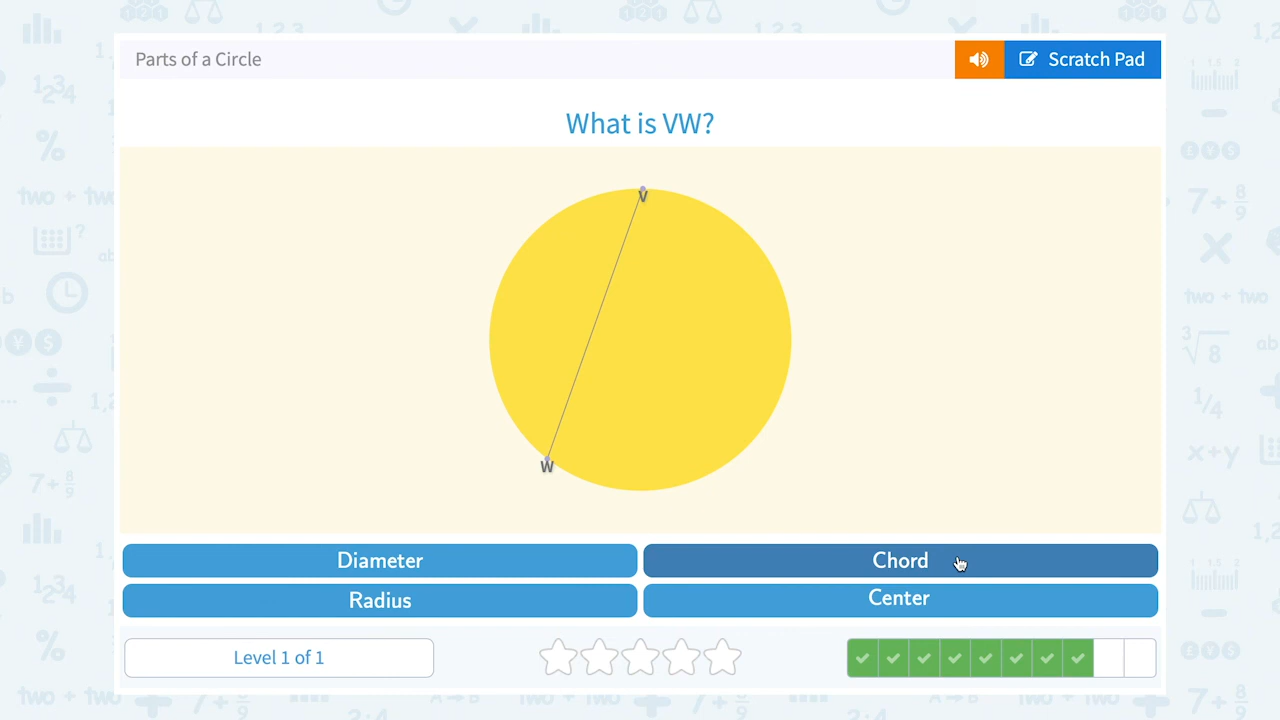 Parts of a Circle
Scratch Pad
What is VW?
V
W
Diameter
Chord
Radius
Center
Level 1 of 1